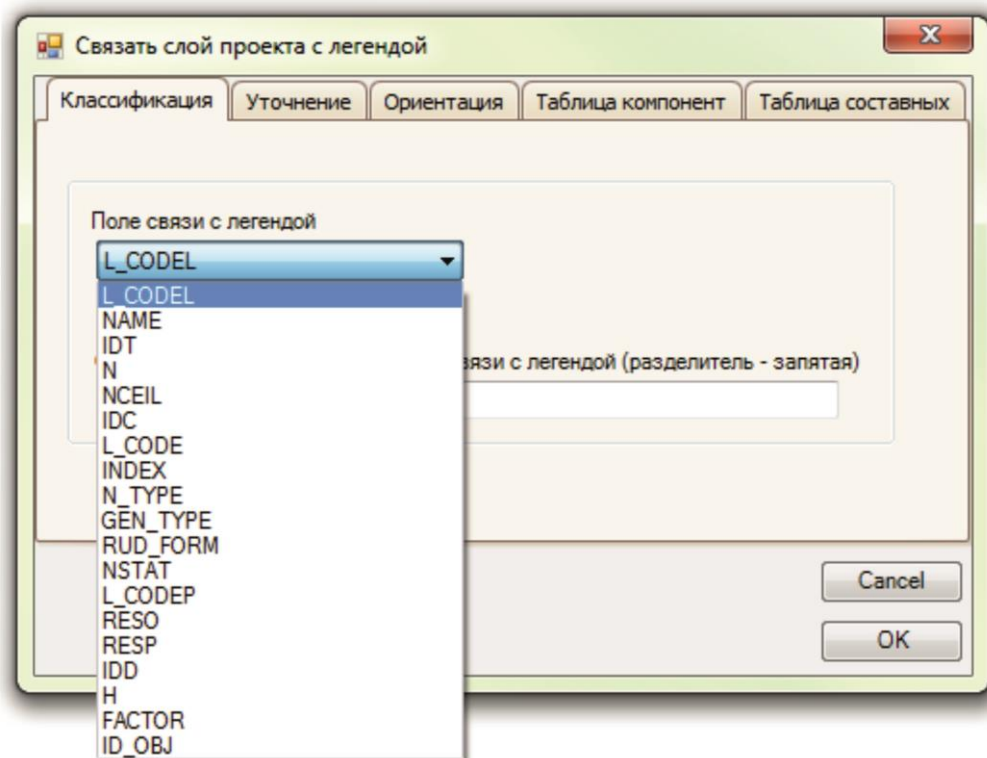 Связать слой проекта с легендой
Классификация Уточнение Ориентация Таблица компонент Таблица составных
Поле связи с легендой
L_CODEL
L_CODEL
NAME
IDT
N
связи с легендой (разделитель - запятая)
NCEIL
IDC
L_CODE
INDEX
N_TYPE
GEN_TYPE
RUD_FORM
NSTAT
L_CODEP
RESO
RESP
IDD
H
FACTOR
ID_OBJ
Cancel
OK